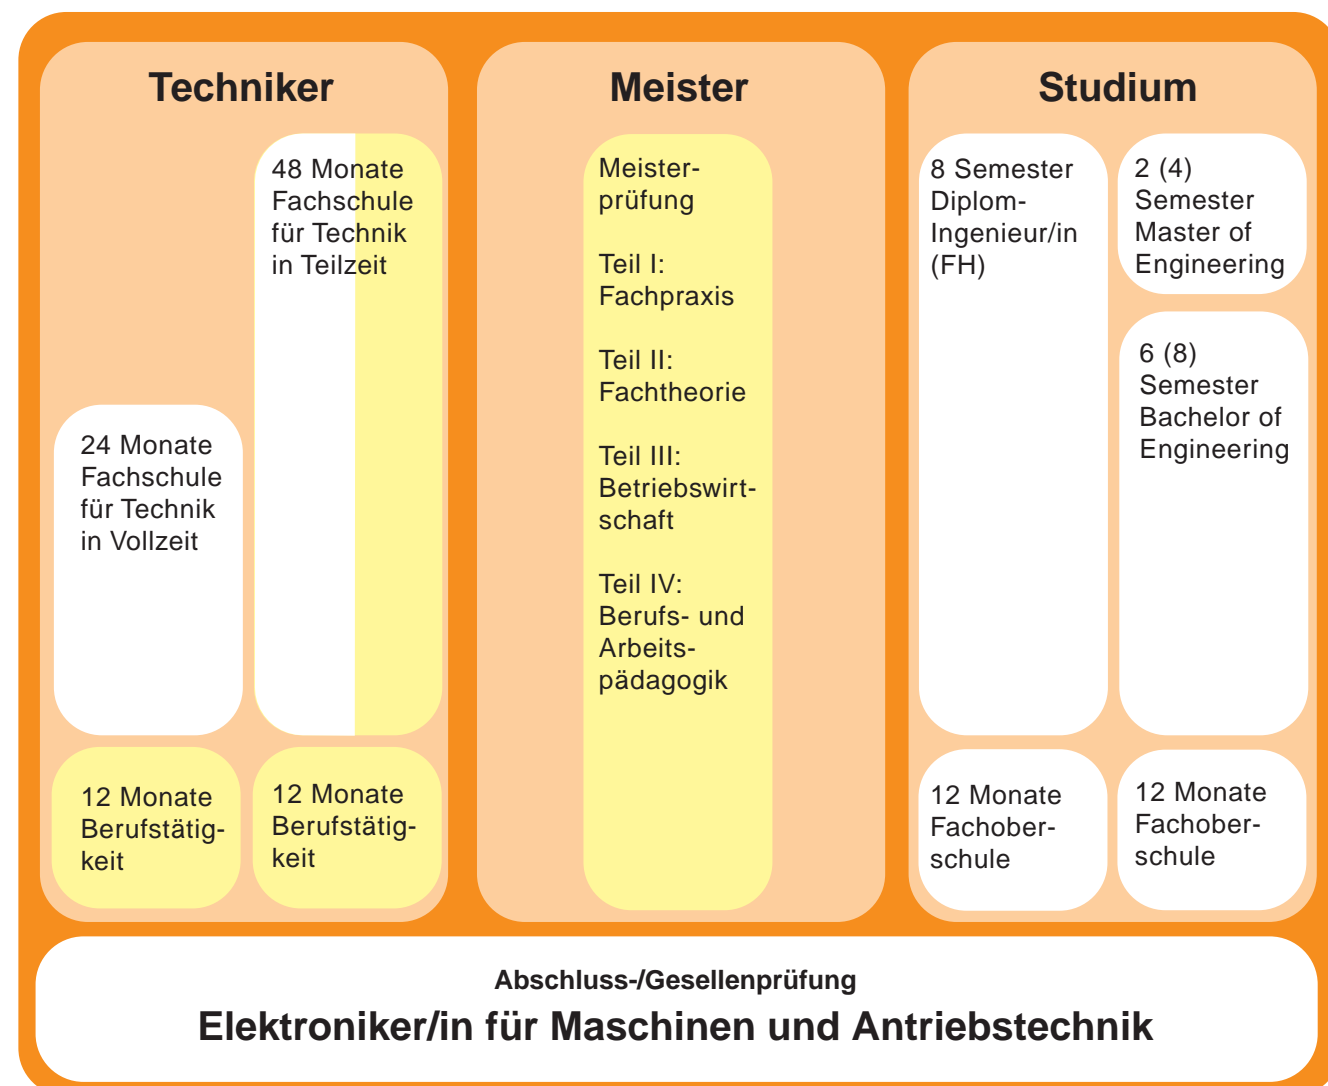 Techniker
48 Monate
Fachschule
für Technik
in Teilzeit
24 Monate
Fachschule
für Technik
in Vollzeit
12 Monate
Berufstätig-
keit
12 Monate
Berufstätig-
keit
Meister
Meister-
prüfung
Teil I:
Fachpraxis
Teil II:
Fachtheorie
Teil III:
Betriebswirt-
schaft
Teil IV:
Berufs- und
Arbeits-
pädagogik
Studium
8 Semester
Diplom-
Ingenieur/in
(FH)
2 (4)
Semester
Master of
Engineering
6 (8)
Semester
Bachelor of
Engineering
12 Monate
Fachober-
schule
12 Monate
Fachober-
schule
Abschluss-/Gesellenprüfung
Elektroniker/in für Maschinen und Antriebstechnik